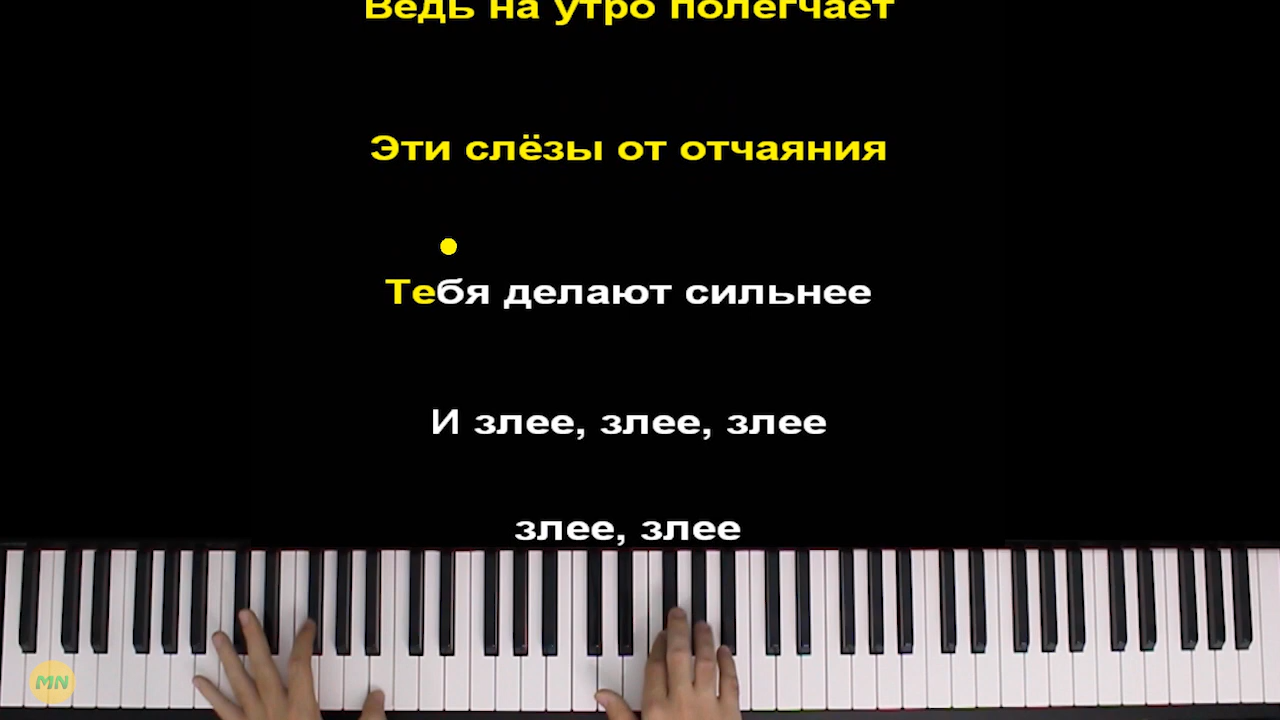 Ведь на утро полегчает
Эти слёзы от отчаяния
Тебя делают сильнее
И злее, злее, злее
злее, злее
MN